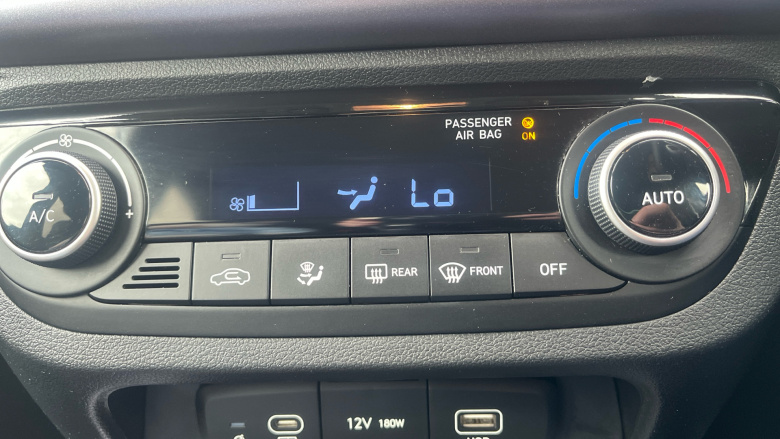 PASSENGER
AIR BAG ON
Lo
A/C
+
AUTO
REAR
FRONT
OFF
12V 180W